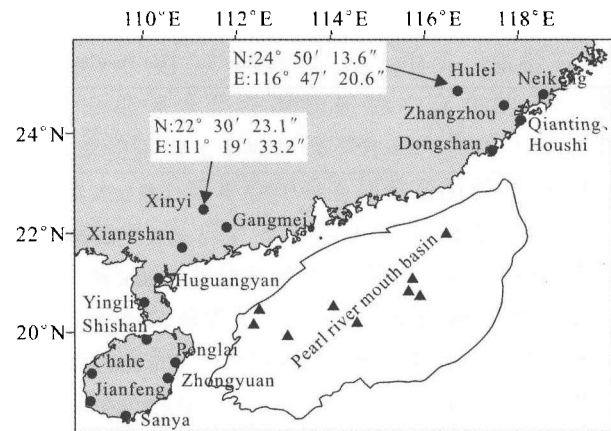 110°E 112°E 114°E 116°E 118°E
N:24° 50′ 13.6″
E:116° 47′ 20.6″
Hulei
Neikeng
Zhangzhou
24°N
N:22° 30′ 23.1″
E:111° 19′ 33.2″
Qianting,
Houshi
Dongshan
Xinyi
Gangmei
Xiangshan
22°N
Huguangyan
Pearl river mouth basin
Yingli
Shishan
20°N
Ponglai
Chahe
Zhongyuan
Jianfeng
Sanya